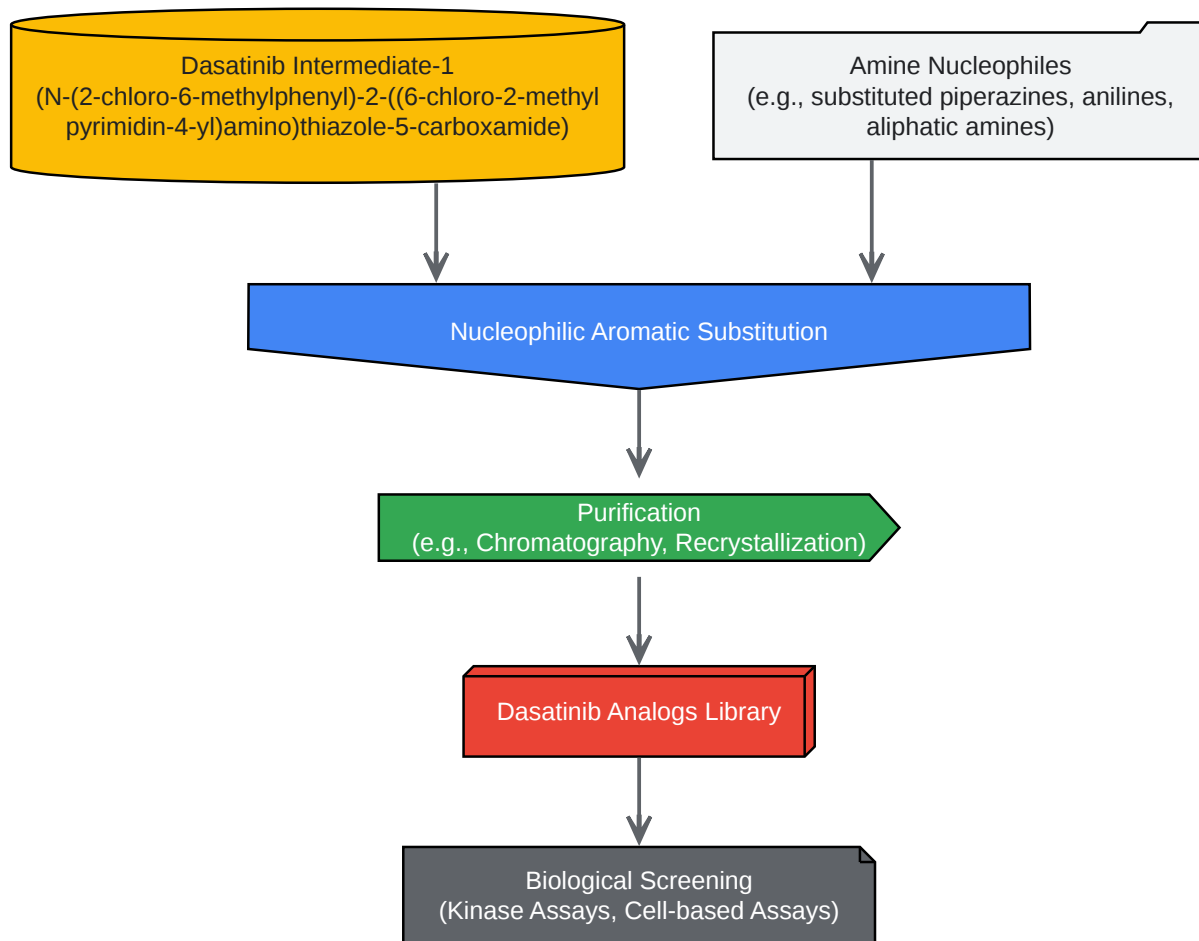 Dasatinib Intermediate-1
(N-(2-chloro-6-methylphenyl)-2-((6-chloro-2-methyl
pyrimidin-4-yl)amino)thiazole-5-carboxamide)
Amine Nucleophiles
(e.g., substituted piperazines, anilines,
aliphatic amines)
Nucleophilic Aromatic Substitution
Purification
(e.g., Chromatography, Recrystallization)
Dasatinib Analogs Library
Biological Screening
(Kinase Assays, Cell-based Assays)